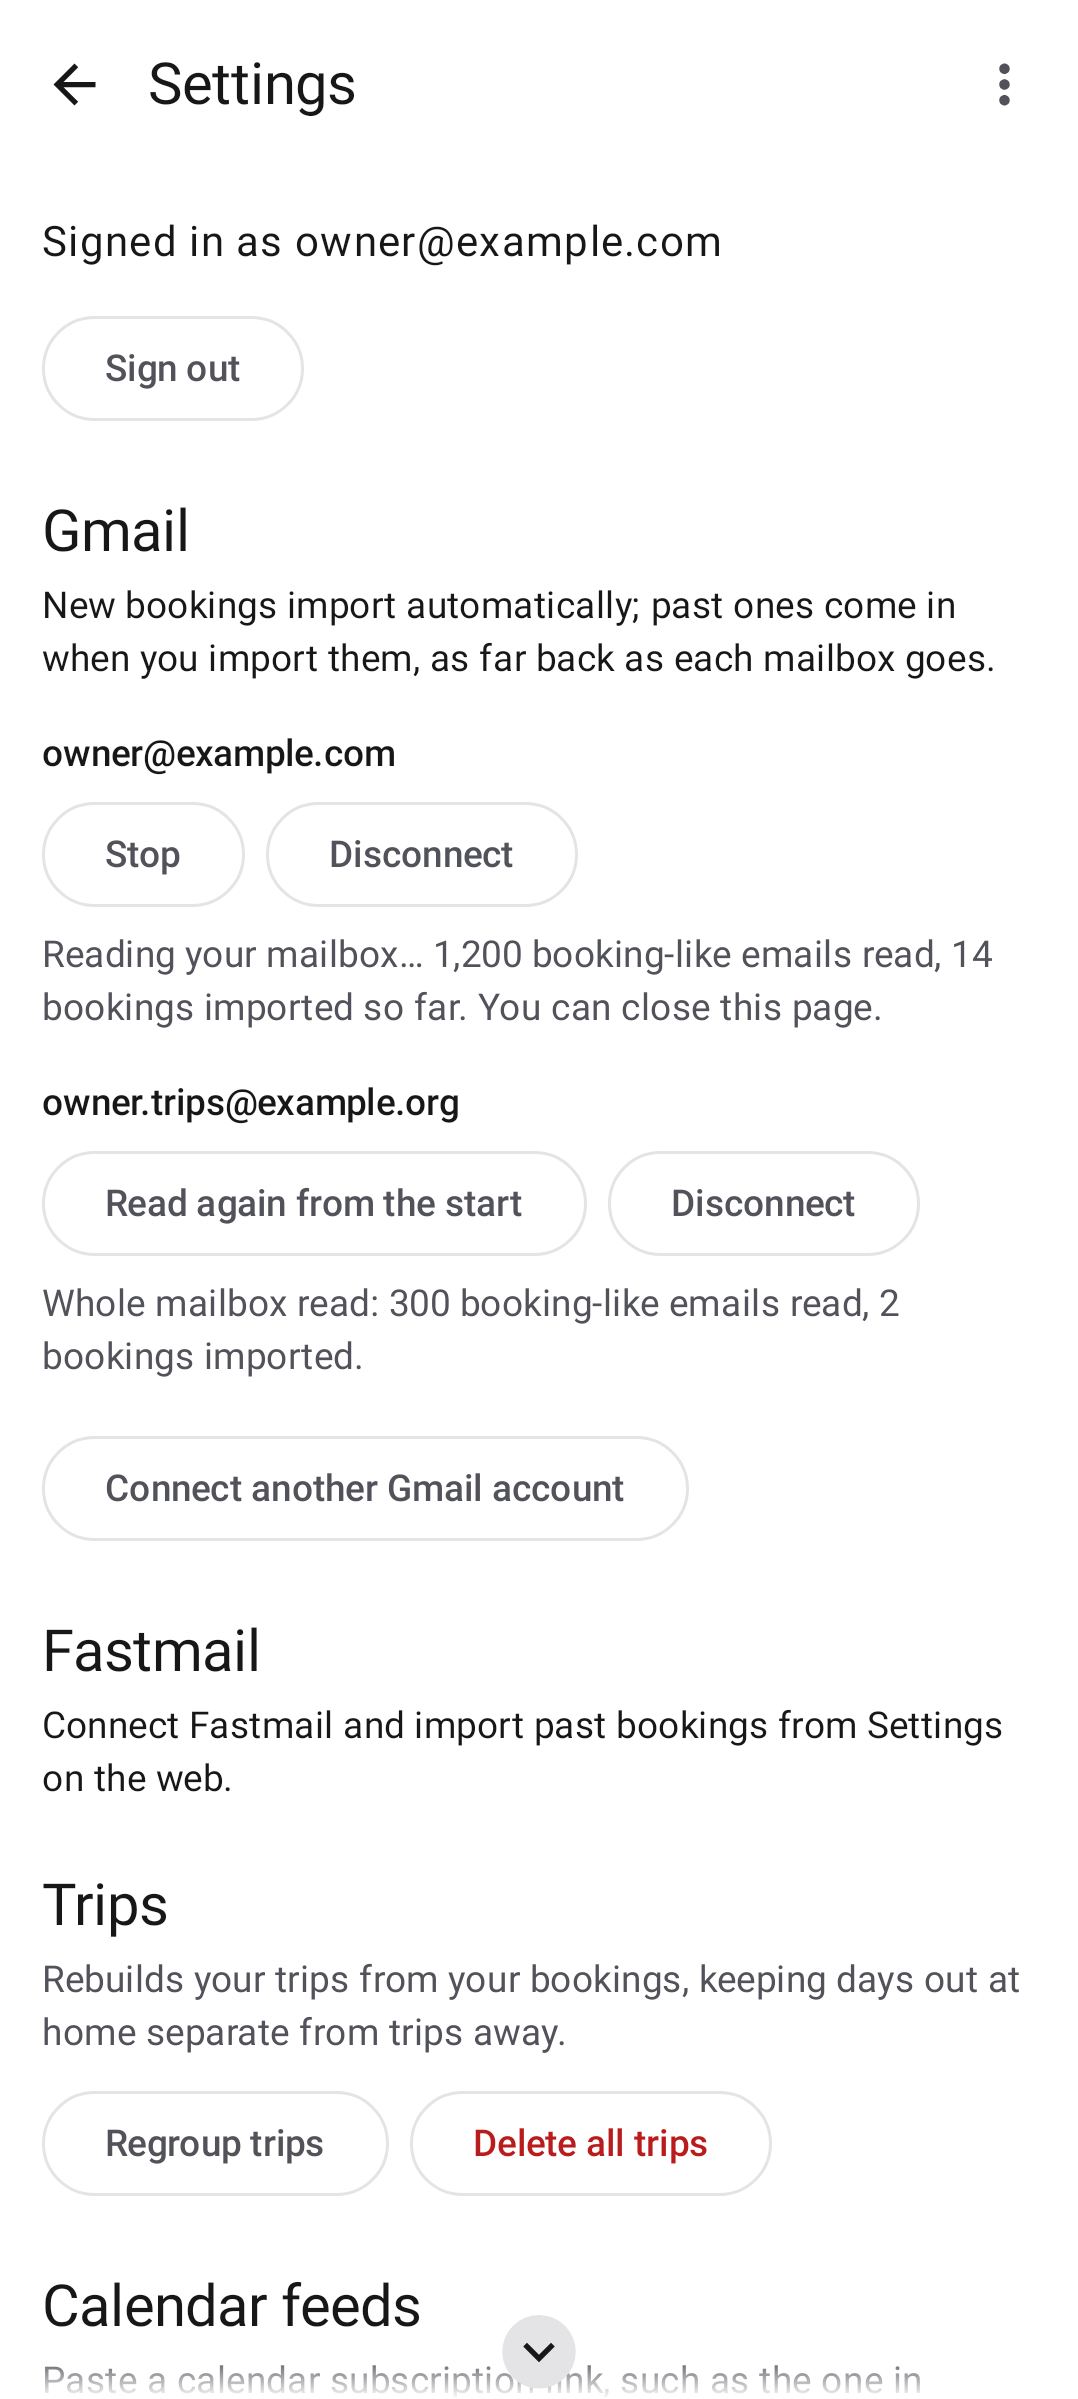 Settings
Signed in as owner@example.com
Sign out
Gmail
New bookings import automatically; past ones come in
when you import them, as far back as each mailbox goes.
owner@example.com
Stop
Disconnect
Reading your mailbox… 1,200 booking-like emails read, 14
bookings imported so far. You can close this page.
owner.trips@example.org
Read again from the start
Disconnect
Whole mailbox read: 300 booking-like emails read, 2
bookings imported.
Connect another Gmail account
Fastmail
Connect Fastmail and import past bookings from Settings
on the web.
Trips
Rebuilds your trips from your bookings, keeping days out at
home separate from trips away.
Regroup trips
Delete all trips
Calendar feeds
Paste a calendar subscription such as the one in